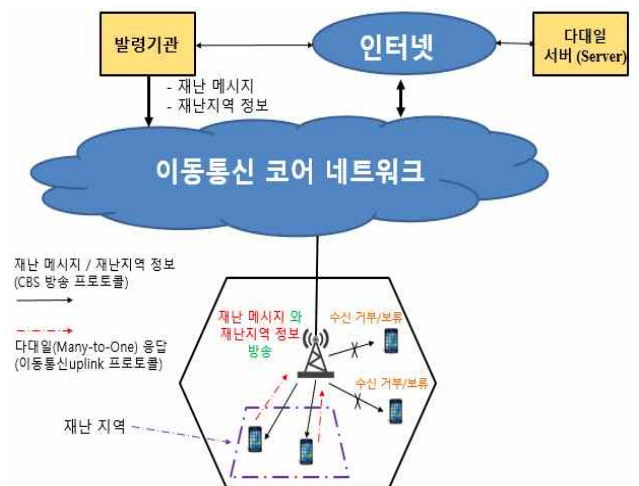 발령기관
인터넷
다대일
서버 (Server)
- 재난 메시지
- 재난지역 정보
이동통신 코어 네트워크
재난 메시지 / 재난지역 정보
(CBS 방송 프로토콜)
다대일(Many-to-One) 응답
(이동통신uplink 프로토콜)
재난 메시지 와
재난지역 정보
방송
수신 거부/보류
수신 거부/보류
재난 지역